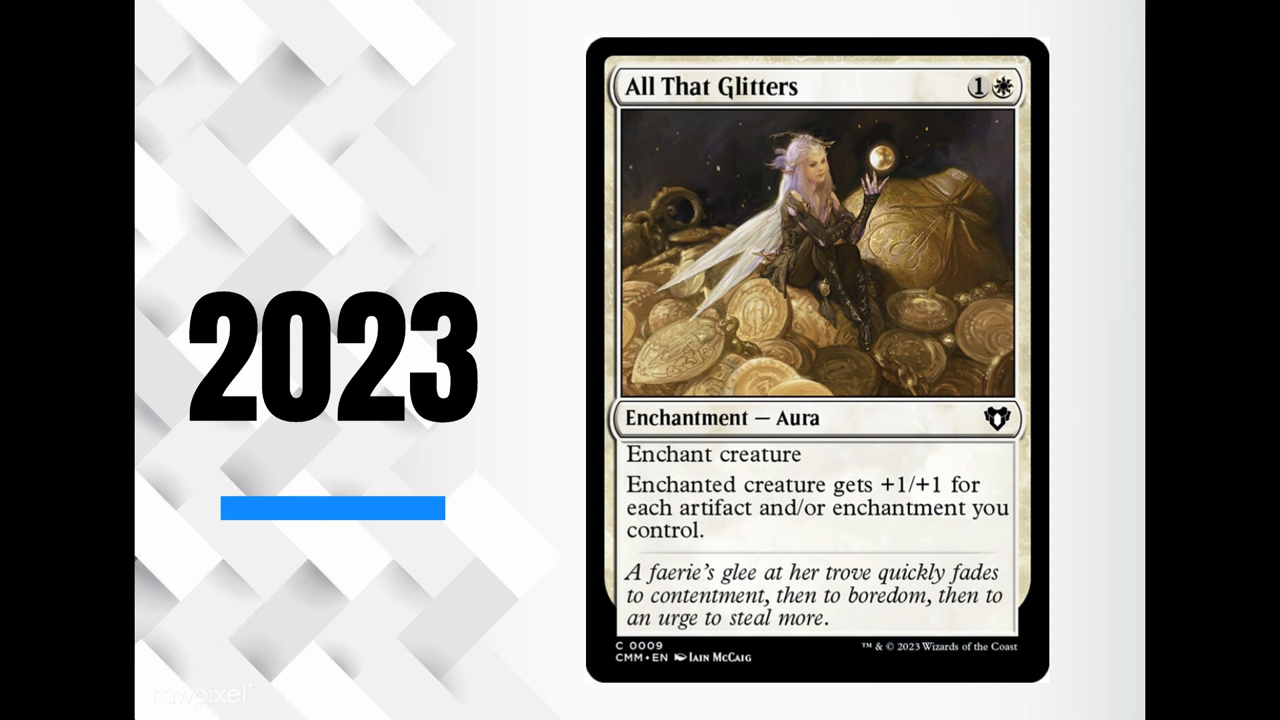 2023
All That Glitters
1
Enchantment — Aura
Enchant creature
Enchanted creature gets +1/+1 for
each artifact and/or enchantment you
control.
A faerie's glee at her trove quickly fades
to contentment, then to boredom, then to
an urge to steal more.
C 0009
CMM • EN Iain McCaig
™ & © 2023 Wizards of the Coast
rawpixel